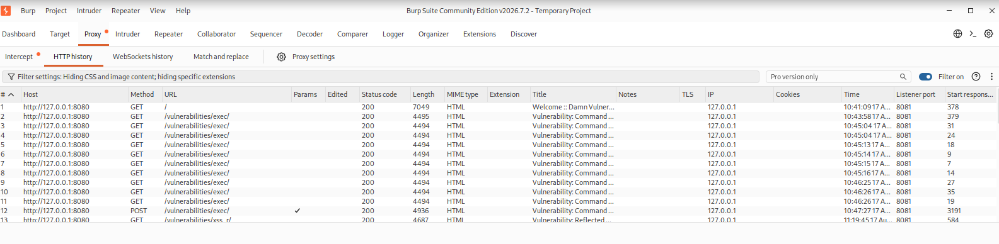 Burp Project Intruder Repeater View Help Burp Suite Community Edition v2026.7.2 - Temporary Project
Dashboard Target Proxy Intruder Repeater Collaborator Sequencer Decoder Comparer Logger Organizer Extensions Discover
Intercept HTTP history WebSockets history Match and replace Proxy settings
Filter settings: Hiding CSS and image content; hiding specific extensions Pro version only Filter on
# Host Method URL Params Edited Status code Length MIME type Extension Title Notes TLS IP Cookies Time Listener port Start respons...
1 http://127.0.0.1:8080 GET / 200 7049 HTML Welcome :: Damn Vulner... 127.0.0.1 10:41:09 17 A... 8081 378
2 http://127.0.0.1:8080 GET /vulnerabilities/exec/ 200 4495 HTML Vulnerability: Command ... 127.0.0.1 10:43:58 17 A... 8081 379
3 http://127.0.0.1:8080 GET /vulnerabilities/exec/ 200 4494 HTML Vulnerability: Command ... 127.0.0.1 10:45:04 17 A... 8081 31
4 http://127.0.0.1:8080 GET /vulnerabilities/exec/ 200 4494 HTML Vulnerability: Command ... 127.0.0.1 10:45:04 17 A... 8081 24
5 http://127.0.0.1:8080 GET /vulnerabilities/exec/ 200 4494 HTML Vulnerability: Command ... 127.0.0.1 10:45:13 17 A... 8081 18
6 http://127.0.0.1:8080 GET /vulnerabilities/exec/ 200 4494 HTML Vulnerability: Command ... 127.0.0.1 10:45:14 17 A... 8081 9
7 http://127.0.0.1:8080 GET /vulnerabilities/exec/ 200 4494 HTML Vulnerability: Command ... 127.0.0.1 10:45:15 17 A... 8081 7
8 http://127.0.0.1:8080 GET /vulnerabilities/exec/ 200 4494 HTML Vulnerability: Command ... 127.0.0.1 10:45:16 17 A... 8081 14
9 http://127.0.0.1:8080 GET /vulnerabilities/exec/ 200 4494 HTML Vulnerability: Command ... 127.0.0.1 10:46:25 17 A... 8081 27
10 http://127.0.0.1:8080 GET /vulnerabilities/exec/ 200 4494 HTML Vulnerability: Command ... 127.0.0.1 10:46:26 17 A... 8081 35
11 http://127.0.0.1:8080 GET /vulnerabilities/exec/ 200 4494 HTML Vulnerability: Command ... 127.0.0.1 10:46:26 17 A... 8081 19
12 http://127.0.0.1:8080 POST /vulnerabilities/exec/ ✓ 200 4936 HTML Vulnerability: Command ... 127.0.0.1 10:47:27 17 A... 8081 3191
13 http://127.0.0.1:8080 GET /vulnerabilities/xss_r/ 200 4687 HTML Vulnerability: Reflected ... 127.0.0.1 11:19:45 17 Au... 8081 584